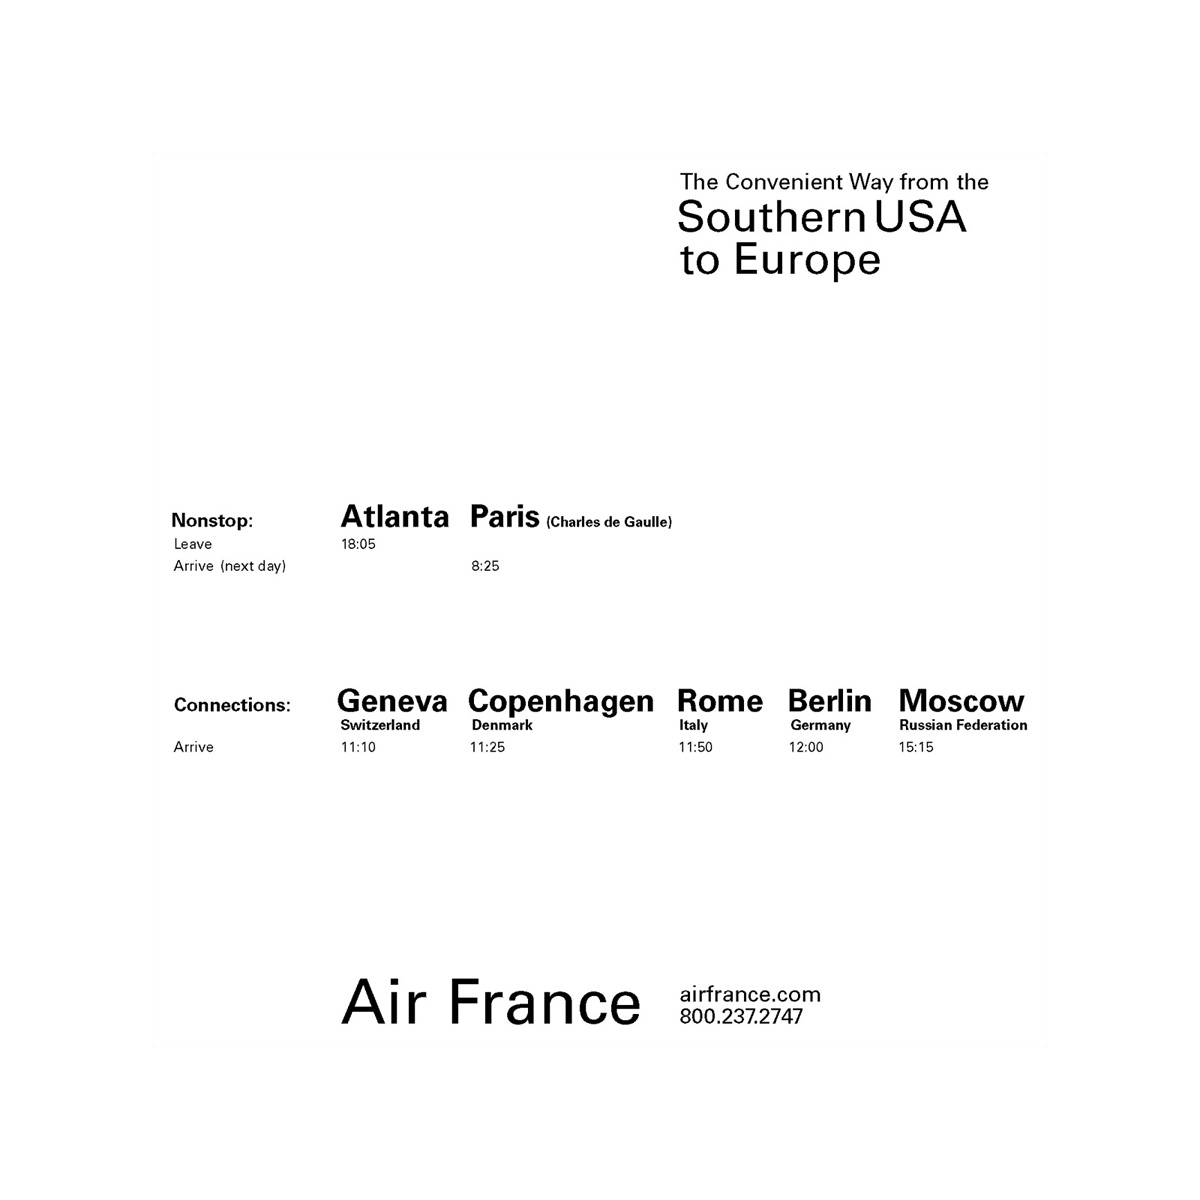 The Convenient Way from the
Southern USA
to Europe
Nonstop: Atlanta Paris (Charles de Gaulle)
Leave 18:05
Arrive (next day) 8:25
Connections: Geneva Copenhagen Rome Berlin Moscow
Switzerland Denmark Italy Germany Russian Federation
Arrive 11:10 11:25 11:50 12:00 15:15
Air France airfrance.com
800.237.2747